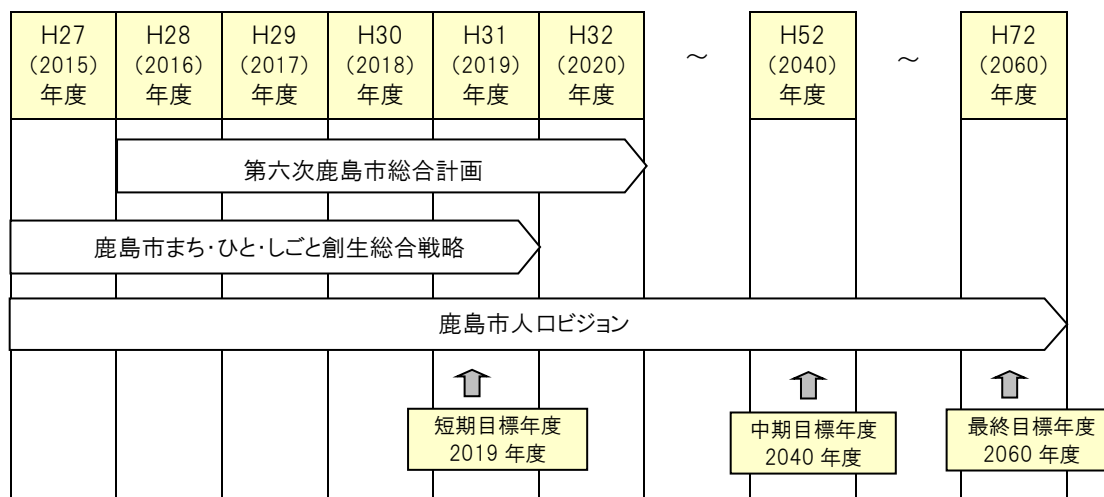 H27
(2015)
年度
H28
(2016)
年度
H29
(2017)
年度
H30
(2018)
年度
H31
(2019)
年度
H32
(2020)
年度
～
H52
(2040)
年度
～
H72
(2060)
年度
第六次鹿島市総合計画
鹿島市まち・ひと・しごと創生総合戦略
鹿島市人口ビジョン
短期目標年度
2019 年度
中期目標年度
2040 年度
最終目標年度
2060 年度